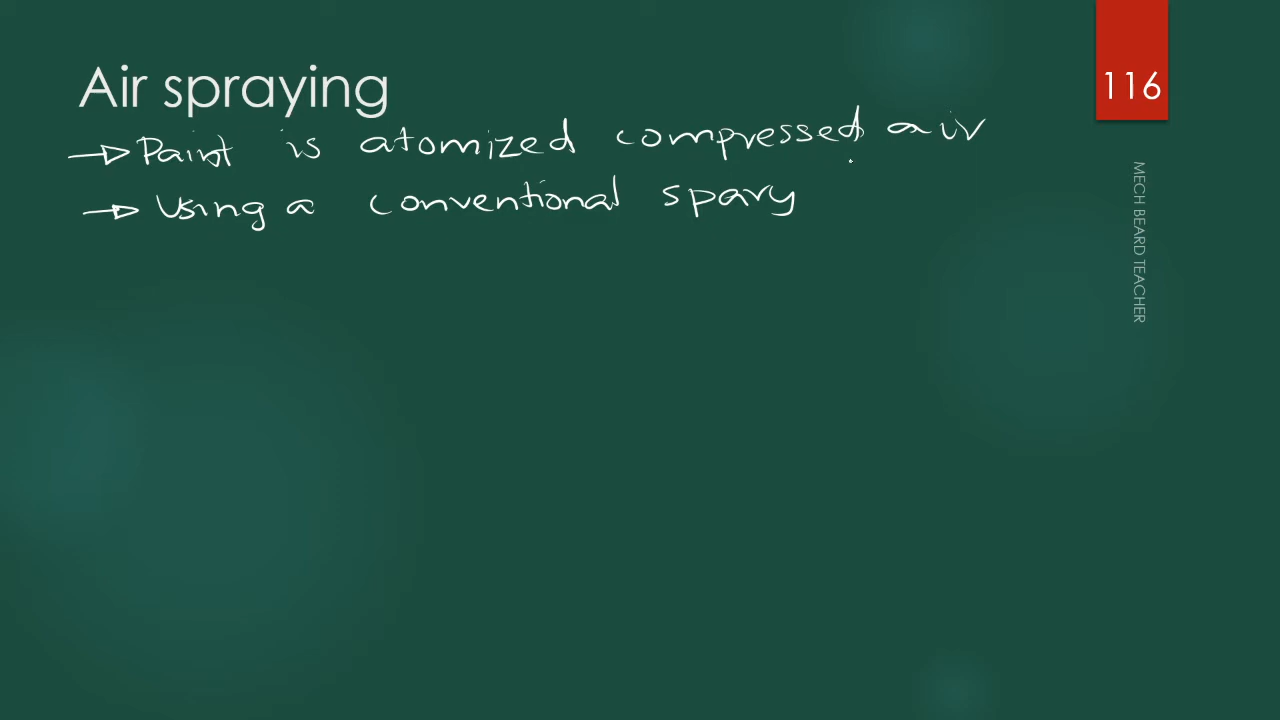 Air spraying
116
→ Paint is atomized compressed air
→ Using a conventional spary
MECH BEARD TEACHER